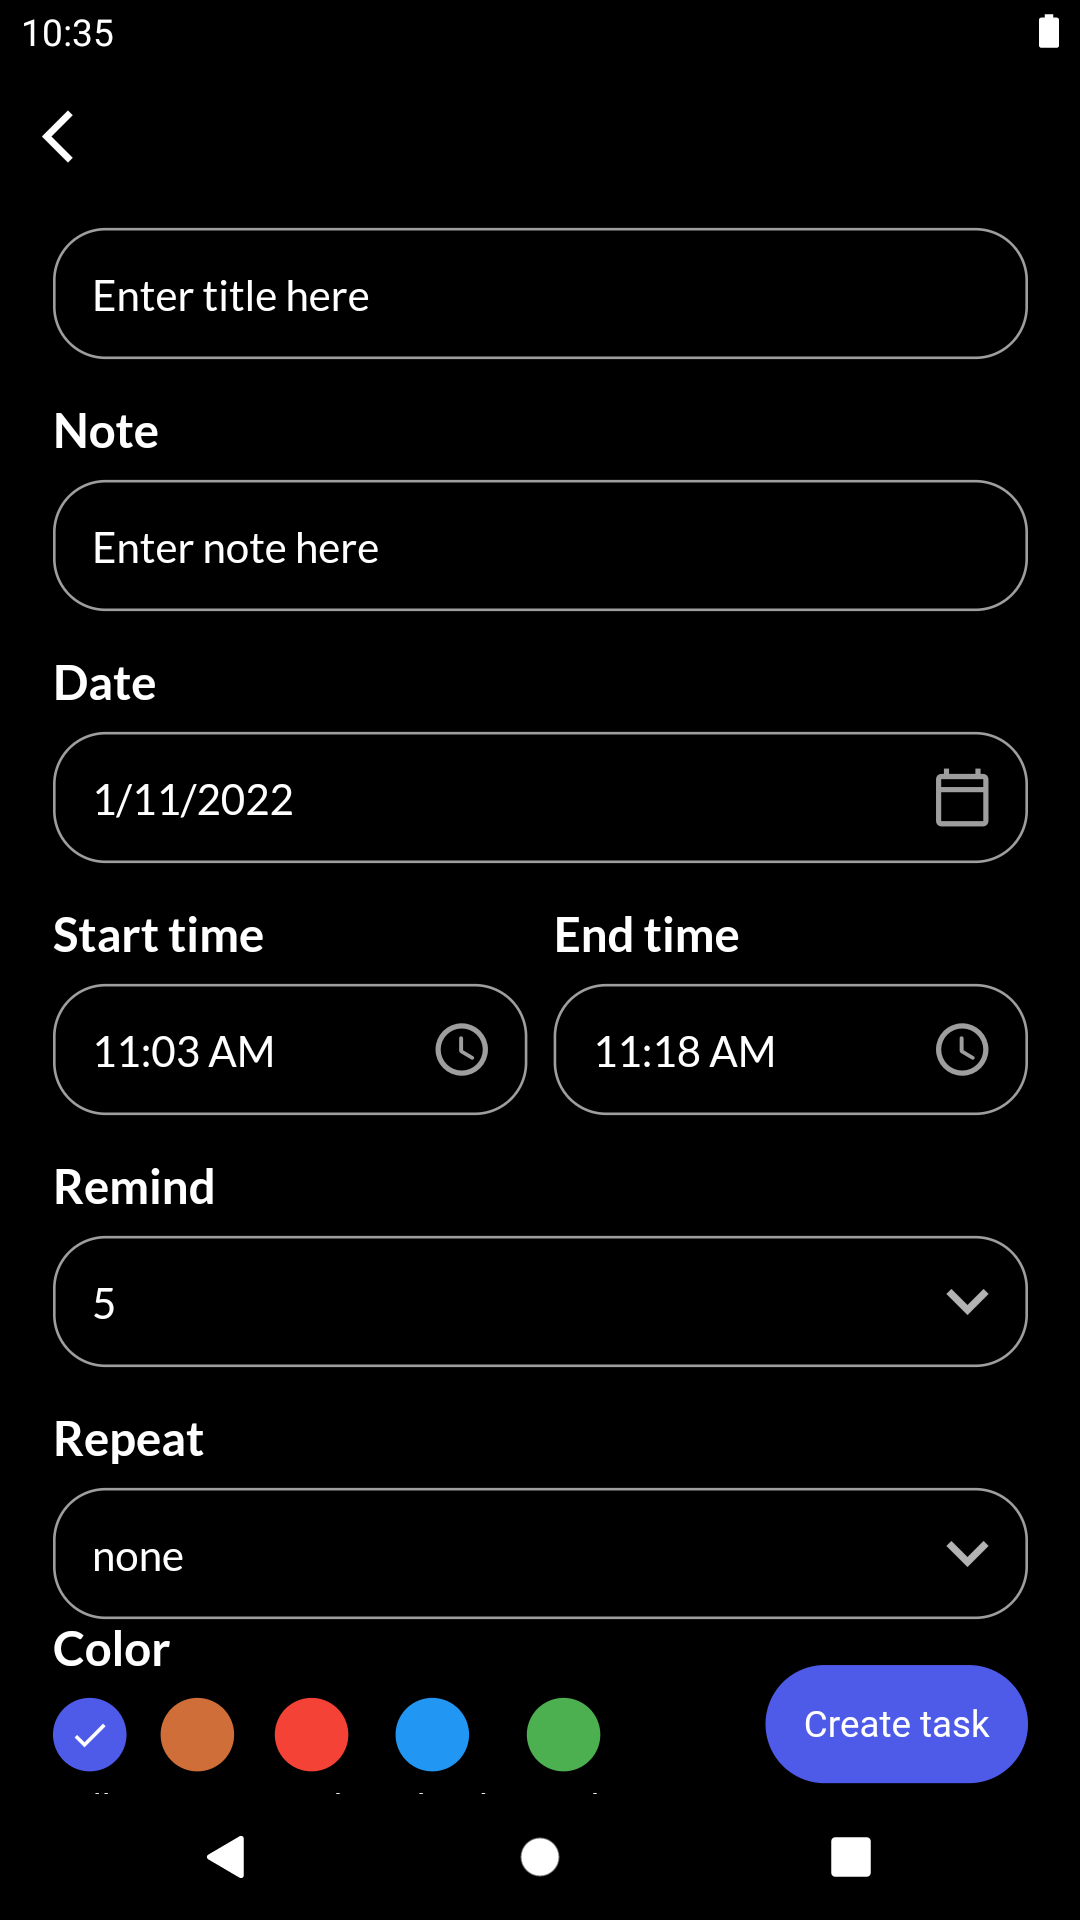 10:35
Enter title here
Note
Enter note here
Date
1/11/2022
Start time End time
11:03 AM 11:18 AM
Remind
5
Repeat
none
Color
Create task